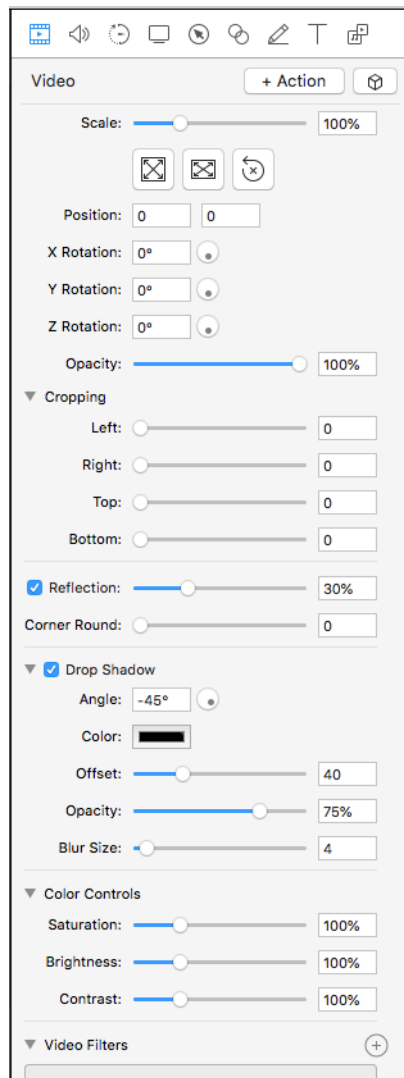 Video + Action
Scale: 100%
Position: 0 0
X Rotation: 0°
Y Rotation: 0°
Z Rotation: 0°
Opacity: 100%
Cropping
Left: 0
Right: 0
Top: 0
Bottom: 0
Reflection: 30%
Corner Round: 0
Drop Shadow
Angle: -45°
Color:
Offset: 40
Opacity: 75%
Blur Size: 4
Color Controls
Saturation: 100%
Brightness: 100%
Contrast: 100%
Video Filters